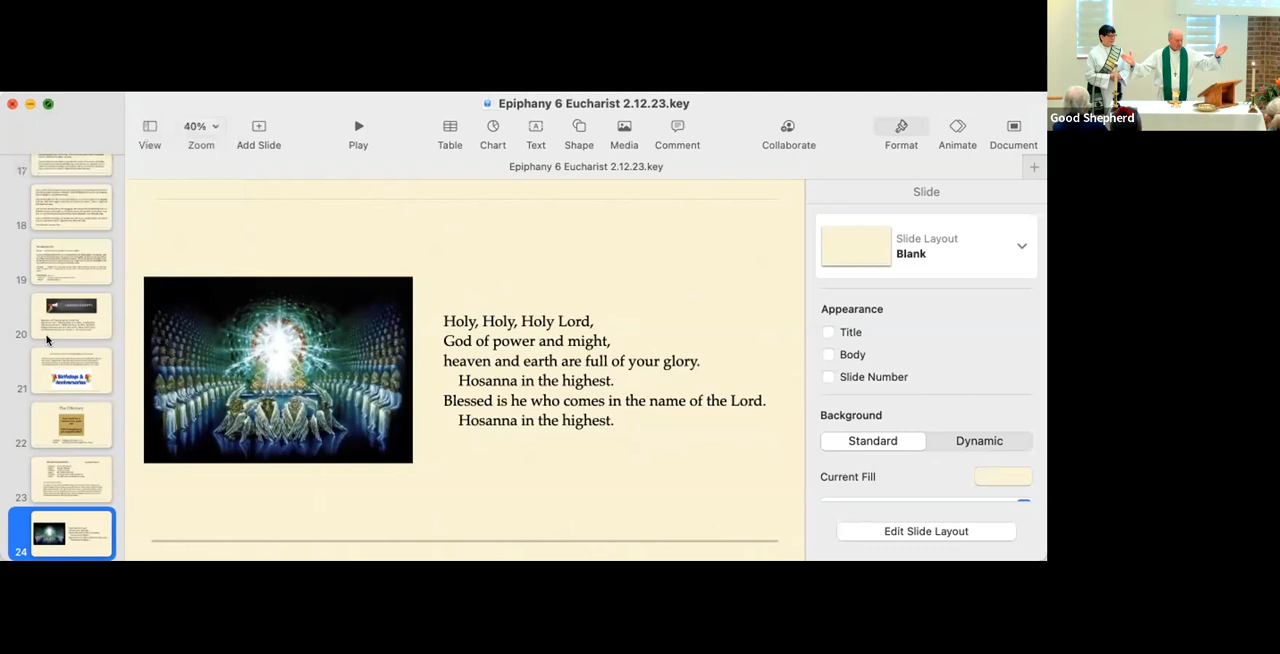 Epiphany 6 Eucharist 2.12.23.key
View
40%
Zoom
Add Slide
Play
Table
Chart
Text
Shape
Media
Comment
Collaborate
Format
Animate
Document
Epiphany 6 Eucharist 2.12.23.key
17
18
19
20
21
Birthdays &
Anniversaries
22
The Offertory
23
24
Holy, Holy, Holy Lord,
God of power and might,
heaven and earth are full of your glory.
Hosanna in the highest.
Blessed is he who comes in the name of the Lord.
Hosanna in the highest.
Slide
Slide Layout
Blank
Appearance
Title
Body
Slide Number
Background
Standard
Dynamic
Current Fill
Edit Slide Layout
Good Shepherd